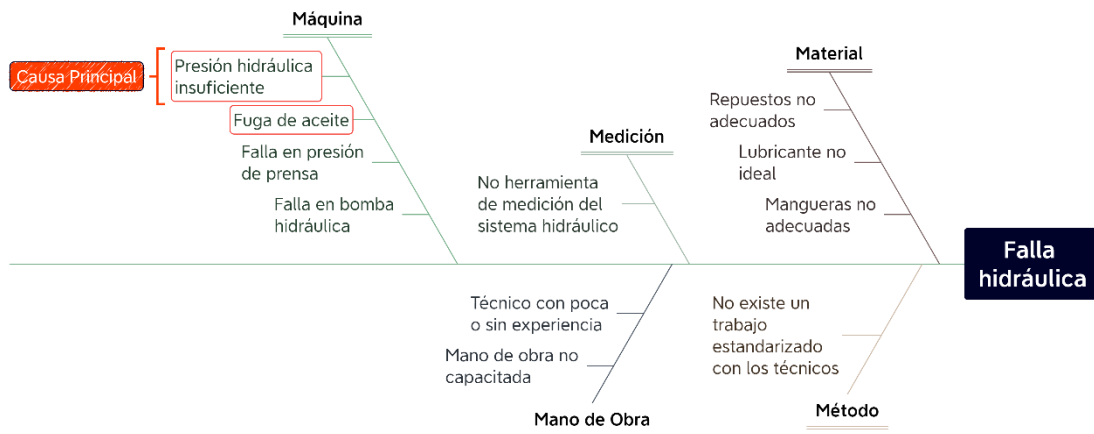 Máquina
Causa Principal
Presión hidráulica
insuficiente
Fuga de aceite
Falla en presión
de prensa
Falla en bomba
hidráulica
Medición
No herramienta
de medición del
sistema hidráulico
Material
Repuestos no
adecuados
Lubricante no
ideal
Mangueras no
adecuadas
Falla
hidráulica
Técnico con poca
o sin experiencia
Mano de obra no
capacitada
Mano de Obra
No existe un
trabajo
estandarizado
con los técnicos
Método